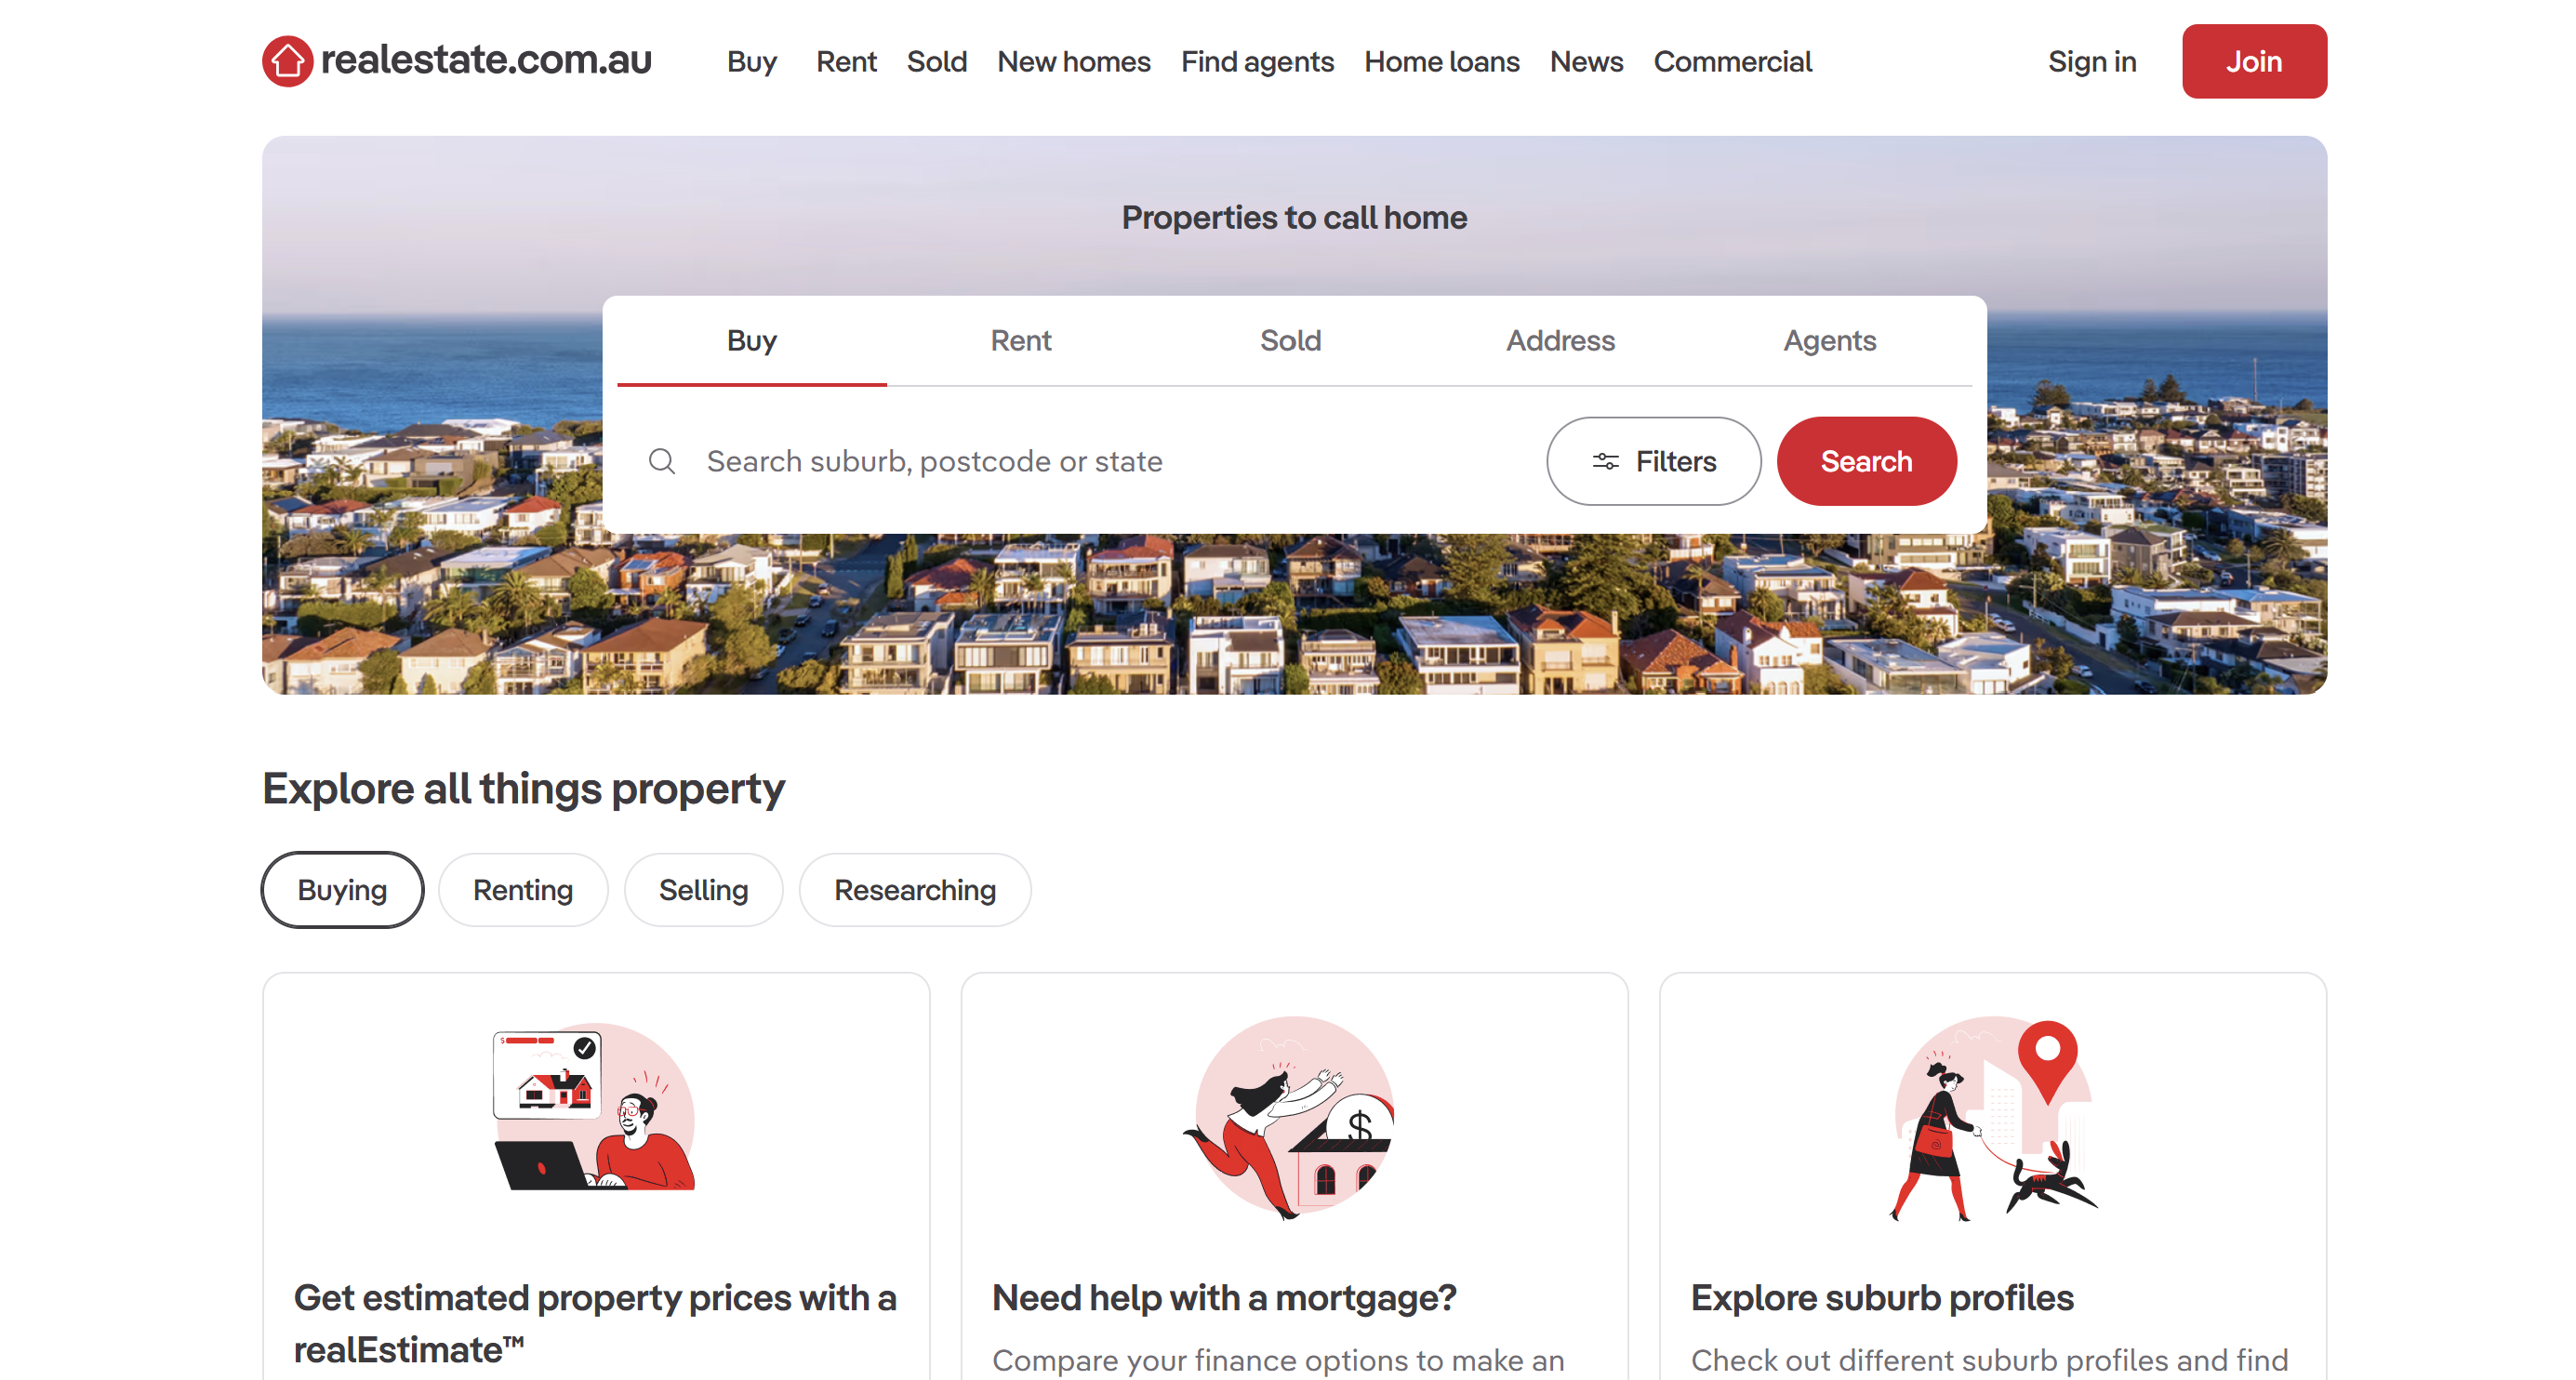 realestate.com.au
Buy Rent Sold New homes Find agents Home loans News Commercial
Sign in
Join
Properties to call home
Buy Rent Sold Address Agents
Search suburb, postcode or state
Filters
Search
Explore all things property
Buying Renting Selling Researching
$
$
Get estimated property prices with a
realEstimate™
Need help with a mortgage?
Compare your finance options to make an
Explore suburb profiles
Check out different suburb profiles and find